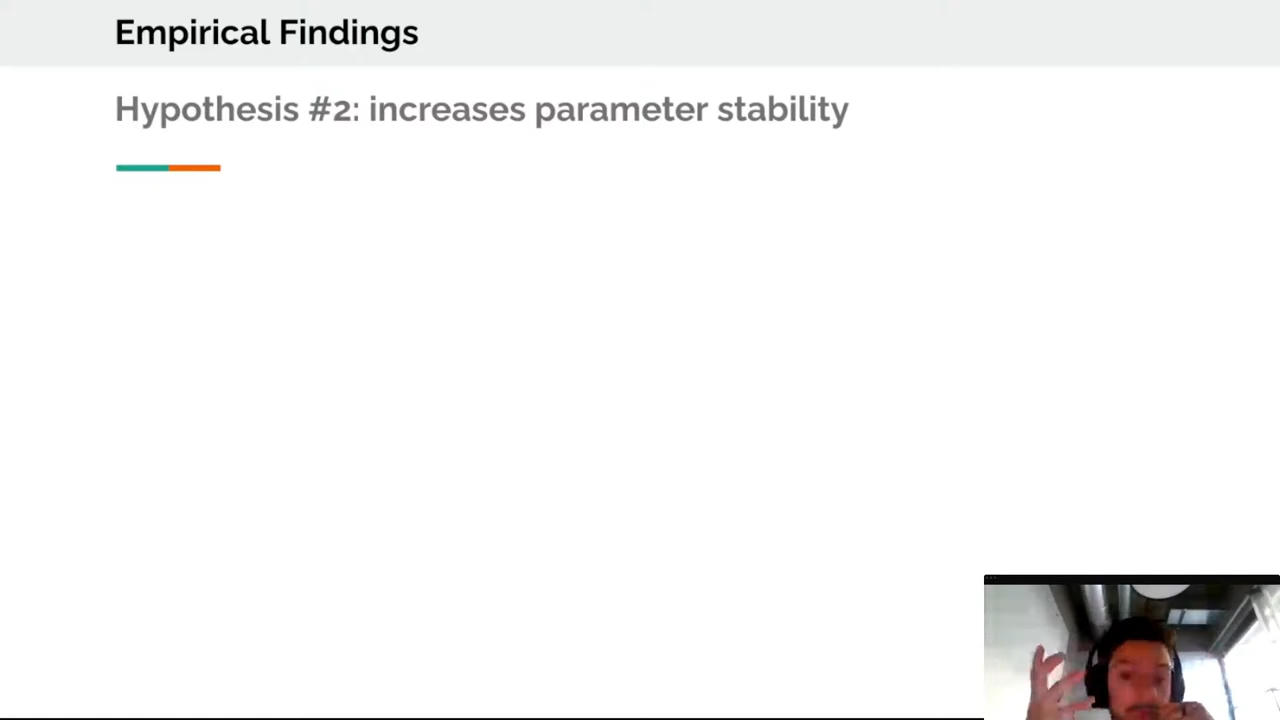 Empirical Findings
Hypothesis #2: increases parameter stability